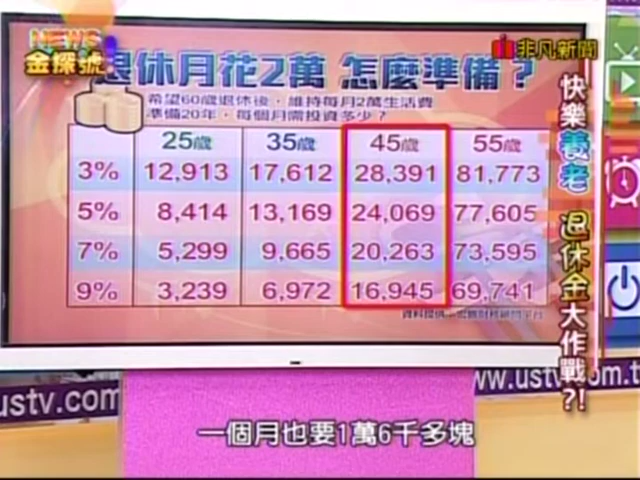 NEWS
金探號
非凡新聞
退休月花2萬 怎麼準備？
希望60歲退休後，維持每月2萬生活費
準備20年，每個月需投資多少？
25歲 35歲 45歲 55歲
3% 12,913 17,612 28,391 81,773
5% 8,414 13,169 24,069 77,605
7% 5,299 9,665 20,263 73,595
9% 3,239 6,972 16,945 69,741
快樂養老 退休金大作戰?!
ustv.com
www.ustv.com.t
一個月也要1萬6千多塊